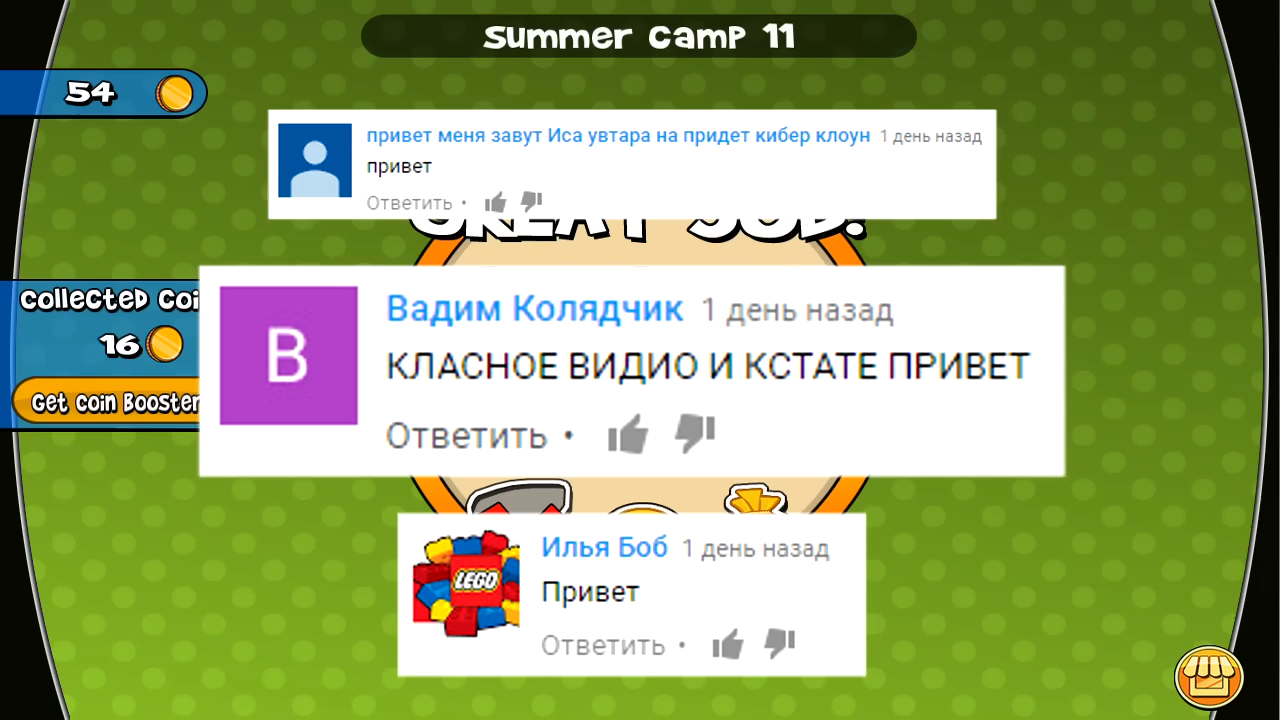 Summer Camp 11
54
привет меня завут Иса увтара на придет кибер клоун 1 день назад
привет
Ответить •
GREAT JOB!
Collected Coi
16
Get Coin Booster
В
Вадим Колядчик 1 день назад
КЛАСНОЕ ВИДИО И КСТАТЕ ПРИВЕТ
Ответить •
LEGO
Илья Боб 1 день назад
Привет
Ответить •